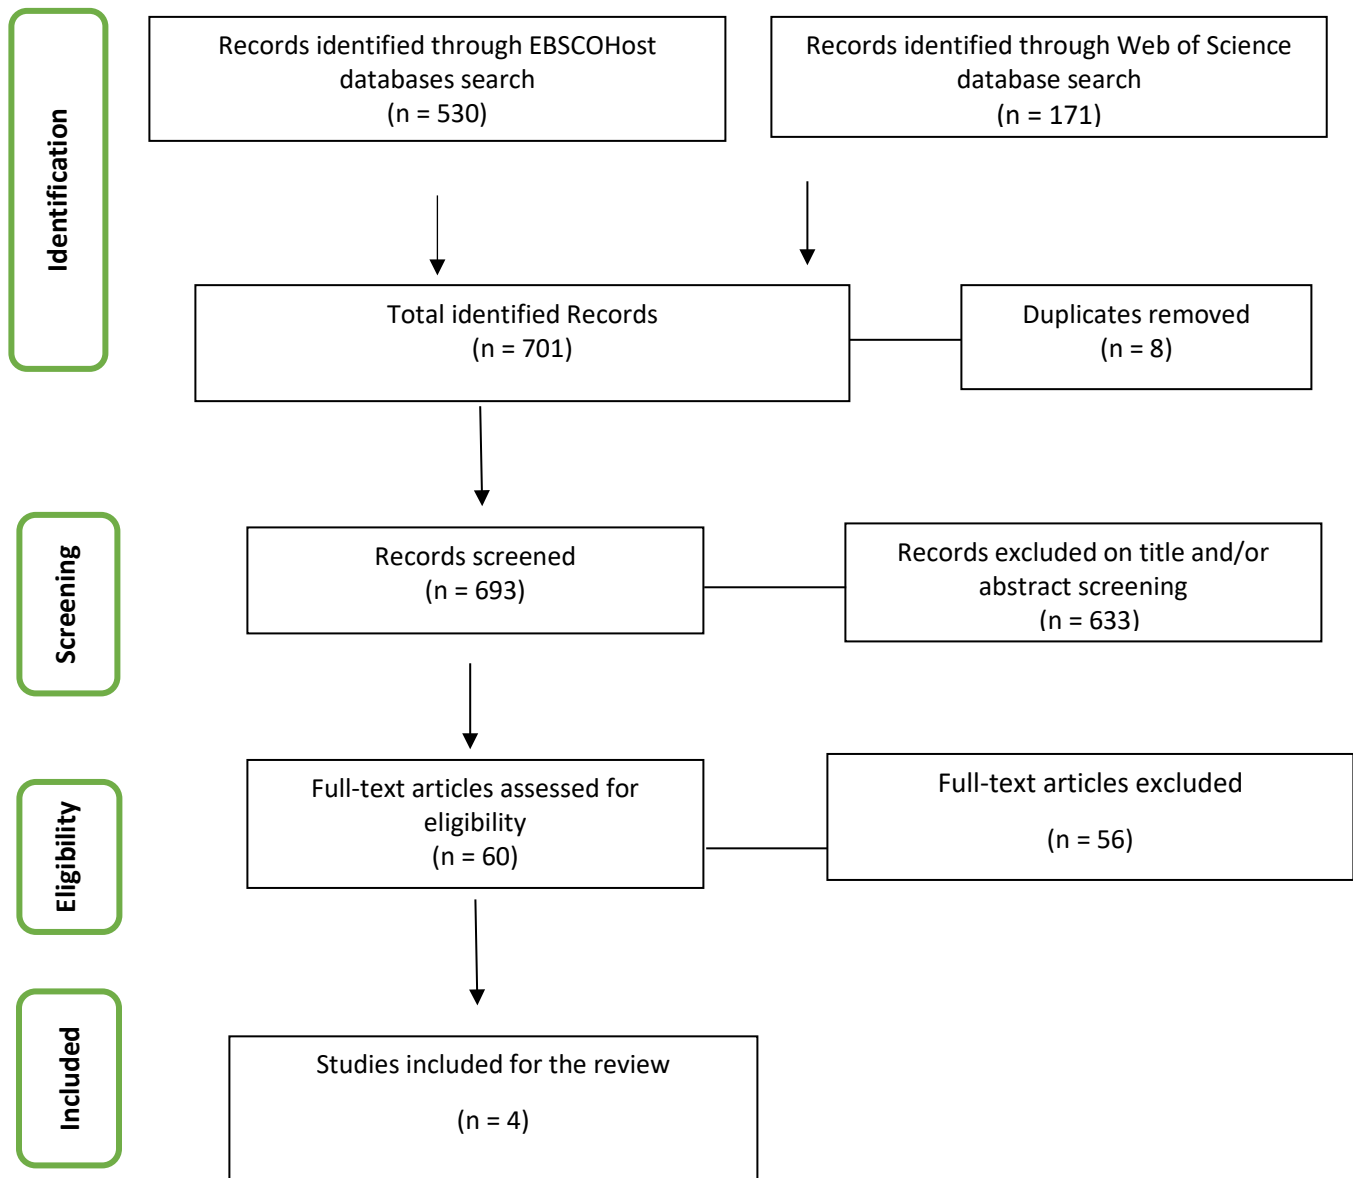 Identification
Records identified through EBSCOHost
databases search
(n = 530)
Records identified through Web of Science
database search
(n = 171)
Total identified Records
(n = 701)
Duplicates removed
(n = 8)
Screening
Records screened
(n = 693)
Records excluded on title and/or
abstract screening
(n = 633)
Eligibility
Full-text articles assessed for
eligibility
(n = 60)
Full-text articles excluded
(n = 56)
Included
Studies included for the review
(n = 4)